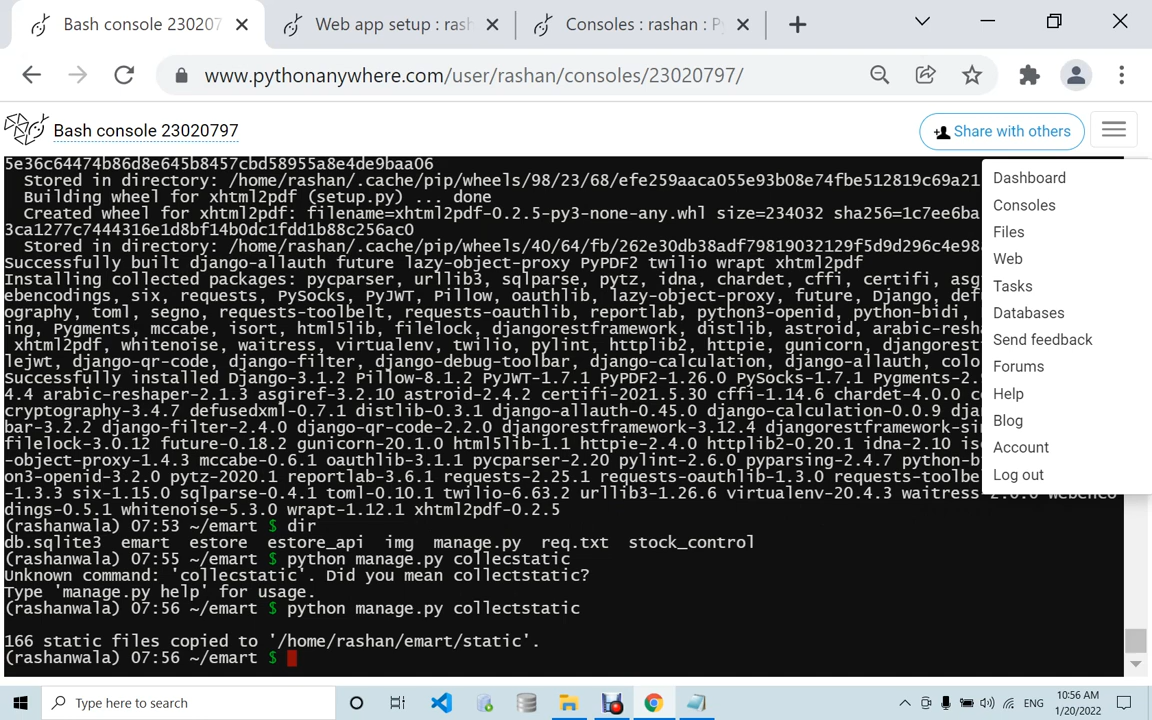 Bash console 23020797
Web app setup : rash
Consoles : rashan : Py
www.pythonanywhere.com/user/rashan/consoles/23020797/
Bash console 23020797
Share with others
5e36c64474b86d8e645b8457cbd58955a8e4de9baa06
Stored in directory: /home/rashan/.cache/pip/wheels/98/23/68/efe259aaca055e93b08e74fbe512819c69a21
Building wheel for xhtml2pdf (setup.py) ... done
Created wheel for xhtml2pdf: filename=xhtml2pdf-0.2.5-py3-none-any.whl size=234032 sha256=1c7ee6ba
3ca1277c7444316e1d8bf14b0dc1fdd1b88c256ac0
Stored in directory: /home/rashan/.cache/pip/wheels/40/64/fb/262e30db38adf79819032129f5d9d296c4e98
Successfully built django-allauth future lazy-object-proxy PyPDF2 twilio wrapt xhtml2pdf
Installing collected packages: pycparser, urllib3, sqlparse, pytz, idna, chardet, cffi, certifi, asg
ebencodings, six, requests, PySocks, PyJWT, Pillow, oauthlib, lazy-object-proxy, future, Django, def
ography, toml, segno, requests-toolbelt, requests-oauthlib, reportlab, python3-openid, python-bidi,
ing, Pygments, mccabe, isort, html5lib, filelock, djangorestframework, distlib, astroid, arabic-resh
xhtml2pdf, whitenoise, waitress, virtualenv, twilio, pylint, httplib2, httpie, gunicorn, djangorest
lejwt, django-qr-code, django-filter, django-debug-toolbar, django-calculation, django-allauth, colo
Successfully installed Django-3.1.2 Pillow-8.1.2 PyJWT-1.7.1 PyPDF2-1.26.0 PySocks-1.7.1 Pygments-2.
4.4 arabic-reshaper-2.1.3 asgiref-3.2.10 astroid-2.4.2 certifi-2021.5.30 cffi-1.14.6 chardet-4.0.0 c
cryptography-3.4.7 defusedxml-0.7.1 distlib-0.3.1 django-allauth-0.45.0 django-calculation-0.0.9 dja
bar-3.2.2 django-filter-2.4.0 django-qr-code-2.2.0 djangorestframework-3.12.4 djangorestframework-si
filelock-3.0.12 future-0.18.2 gunicorn-20.1.0 html5lib-1.1 httpie-2.4.0 httplib2-0.20.1 idna-2.10 is
-object-proxy-1.4.3 mccabe-0.6.1 oauthlib-3.1.1 pycparser-2.20 pylint-2.6.0 pyparsing-2.4.7 python-b
on3-openid-3.2.0 pytz-2020.1 reportlab-3.6.1 requests-2.25.1 requests-oauthlib-1.3.0 requests-toolbe
-1.3.3 six-1.15.0 sqlparse-0.4.1 toml-0.10.1 twilio-6.63.2 urllib3-1.26.6 virtualenv-20.4.3 waitress-2.0.0 webenco
dings-0.5.1 whitenoise-5.3.0 wrapt-1.12.1 xhtml2pdf-0.2.5
(rashanwala) 07:53 ~/emart $ dir
db.sqlite3 emart estore estore_api img manage.py req.txt stock_control
(rashanwala) 07:55 ~/emart $ python manage.py collecstatic
Unknown command: 'collecstatic'. Did you mean collectstatic?
Type 'manage.py help' for usage.
(rashanwala) 07:56 ~/emart $ python manage.py collectstatic
166 static files copied to '/home/rashan/emart/static'.
(rashanwala) 07:56 ~/emart $
Dashboard
Consoles
Files
Web
Tasks
Databases
Send feedback
Forums
Help
Blog
Account
Log out
Type here to search
ENG
10:56 AM
1/20/2022